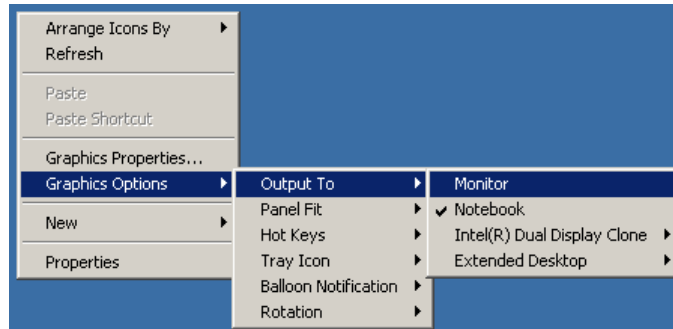 Arrange Icons By
Refresh
Paste
Paste Shortcut
Graphics Properties...
Graphics Options
New
Properties
Output To
Panel Fit
Hot Keys
Tray Icon
Balloon Notification
Rotation
Monitor
Notebook
Intel(R) Dual Display Clone
Extended Desktop